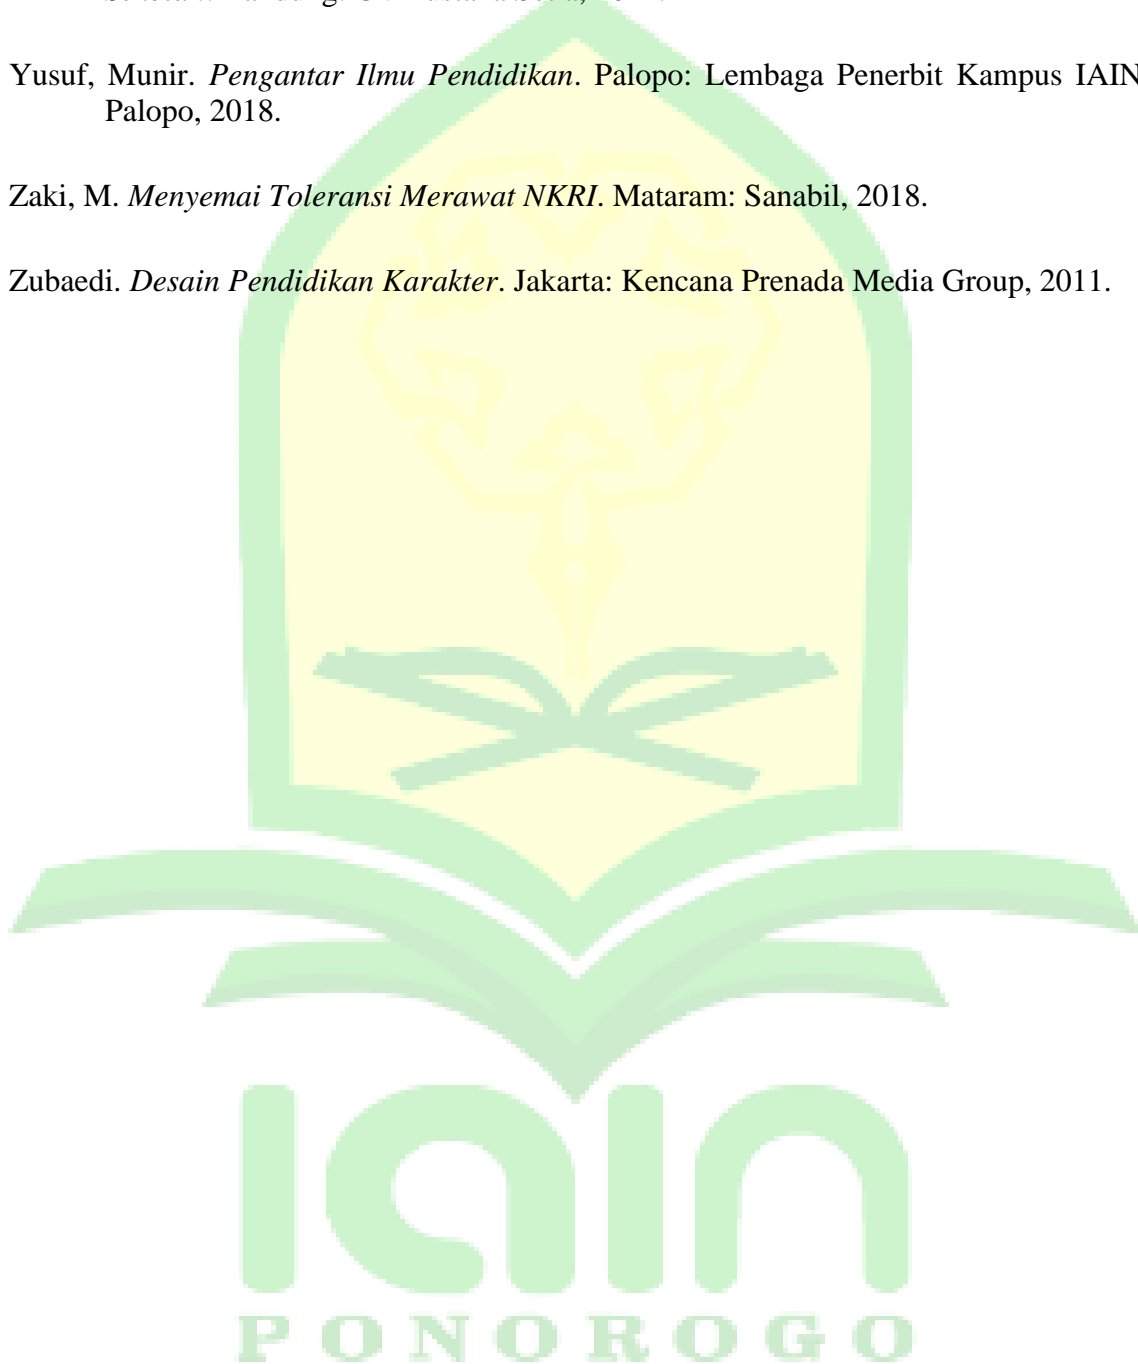 Yusuf, Munir. Pengantar Ilmu Pendidikan. Palopo: Lembaga Penerbit Kampus IAIN
Palopo, 2018.
Zaki, M. Menyemai Toleransi Merawat NKRI. Mataram: Sanabil, 2018.
Zubaedi. Desain Pendidikan Karakter. Jakarta: Kencana Prenada Media Group, 2011.
iain
PONOROGO